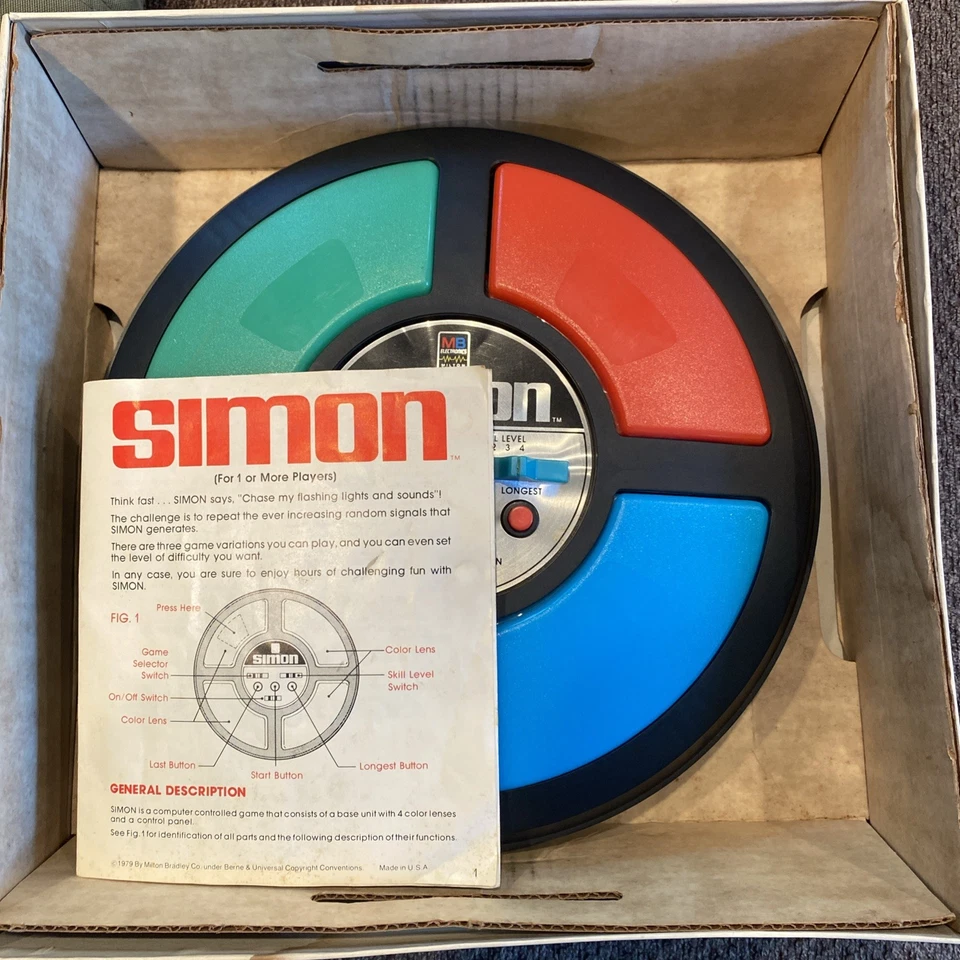 MB
ELECTRONICS
on™
L LEVEL
2 3 4
LONGEST
N
SIMON™
(For 1 or More Players)
Think fast . . . SIMON says, "Chase my flashing lights and sounds"!
The challenge is to repeat the ever increasing random signals that
SIMON generates.
There are three game variations you can play, and you can even set
the level of difficulty you want.
In any case, you are sure to enjoy hours of challenging fun with
SIMON.
FIG. 1
Press Here
Game
Selector
Switch
On/Off Switch
Color Lens
Last Button
Start Button
Longest Button
Color Lens
Skill Level
Switch
SIMON
GENERAL DESCRIPTION
SIMON is a computer controlled game that consists of a base unit with 4 color lenses
and a control panel.
See Fig. 1 for identification of all parts and the following description of their functions.
© 1979 By Milton Bradley Co. under Berne & Universal Copyright Conventions. Made in U.S.A.
1